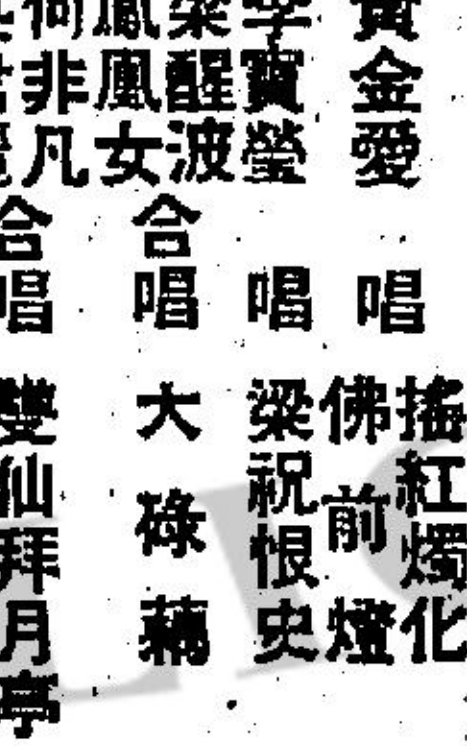 黃金愛 唱 搖紅燭化
佛前燈
李寶瑩 唱 梁祝恨史
梁醒波
鳳凰女 合唱 大碌藕
何非凡
合唱 雙仙拜月亭